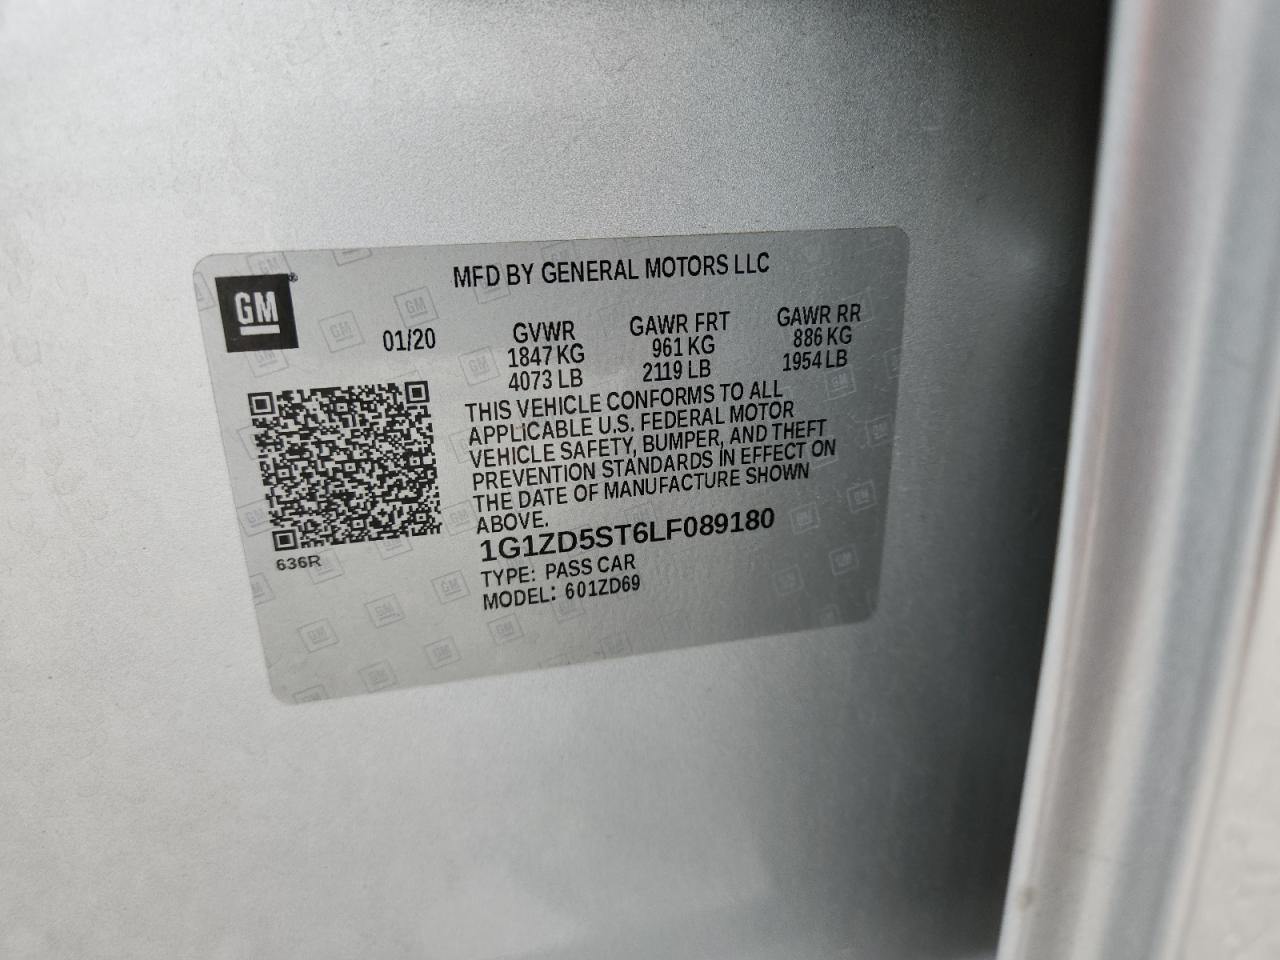 GM
MFD BY GENERAL MOTORS LLC
01/20
GVWR
1847 KG
4073 LB
GAWR FRT
961 KG
2119 LB
GAWR RR
886 KG
1954 LB
THIS VEHICLE CONFORMS TO ALL
APPLICABLE U.S. FEDERAL MOTOR
VEHICLE SAFETY, BUMPER, AND THEFT
PREVENTION STANDARDS IN EFFECT ON
THE DATE OF MANUFACTURE SHOWN
ABOVE.
1G1ZD5ST6LF089180
TYPE: PASS CAR
MODEL: 601ZD69
636R